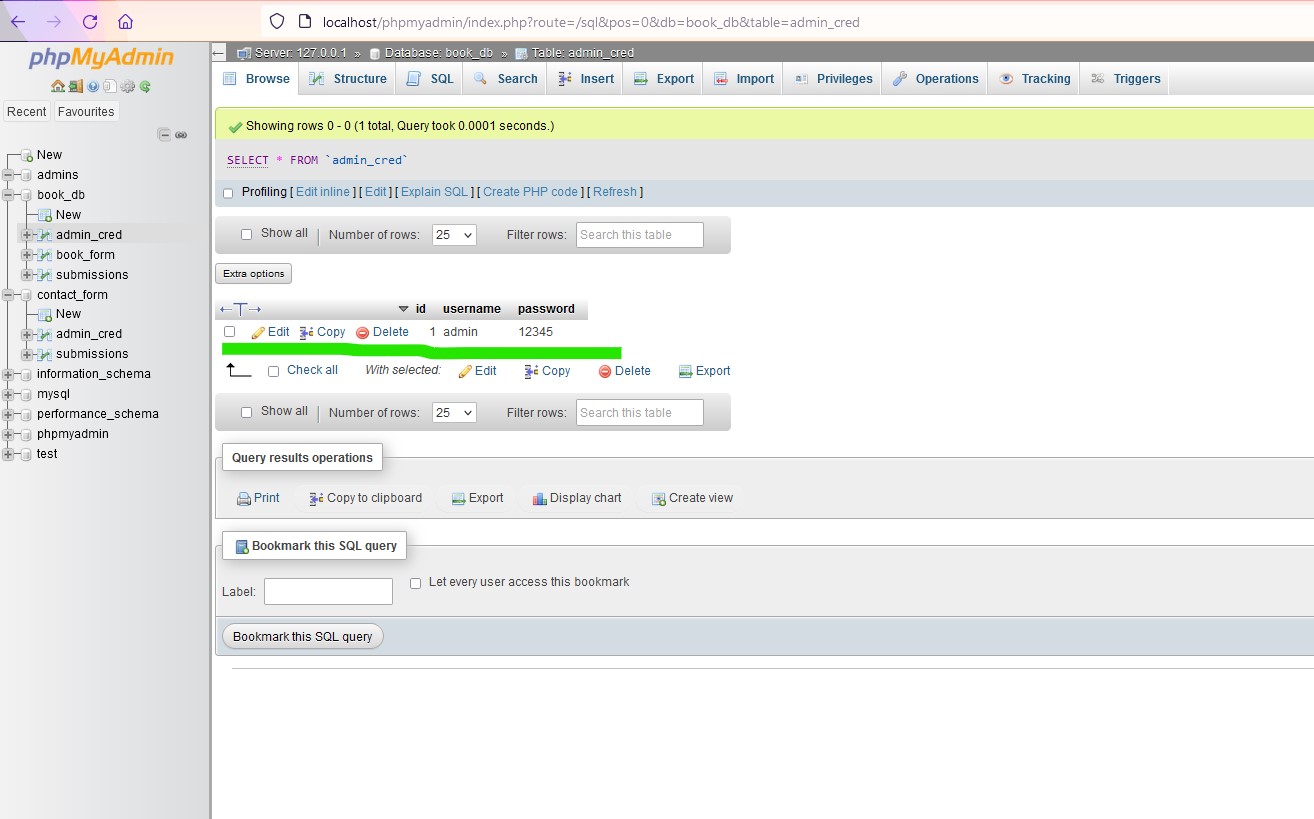 localhost/phpmyadmin/index.php?route=/sql&pos=0&db=book_db&table=admin_cred
phpMyAdmin
Recent Favourites
New
admins
book_db
New
admin_cred
book_form
submissions
contact_form
New
admin_cred
submissions
information_schema
mysql
performance_schema
phpmyadmin
test
Server: 127.0.0.1 » Database: book_db » Table: admin_cred
Browse Structure SQL Search Insert Export Import Privileges Operations Tracking Triggers
Showing rows 0 - 0 (1 total, Query took 0.0001 seconds.)
SELECT * FROM `admin_cred`
Profiling [ Edit inline ] [ Edit ] [ Explain SQL ] [ Create PHP code ] [ Refresh ]
Show all | Number of rows: 25 Filter rows: Search this table
Extra options
←T→ id username password
Edit Copy Delete 1 admin 12345
Check all With selected: Edit Copy Delete Export
Show all | Number of rows: 25 Filter rows: Search this table
Query results operations
Print Copy to clipboard Export Display chart Create view
Bookmark this SQL query
Label: Let every user access this bookmark
Bookmark this SQL query